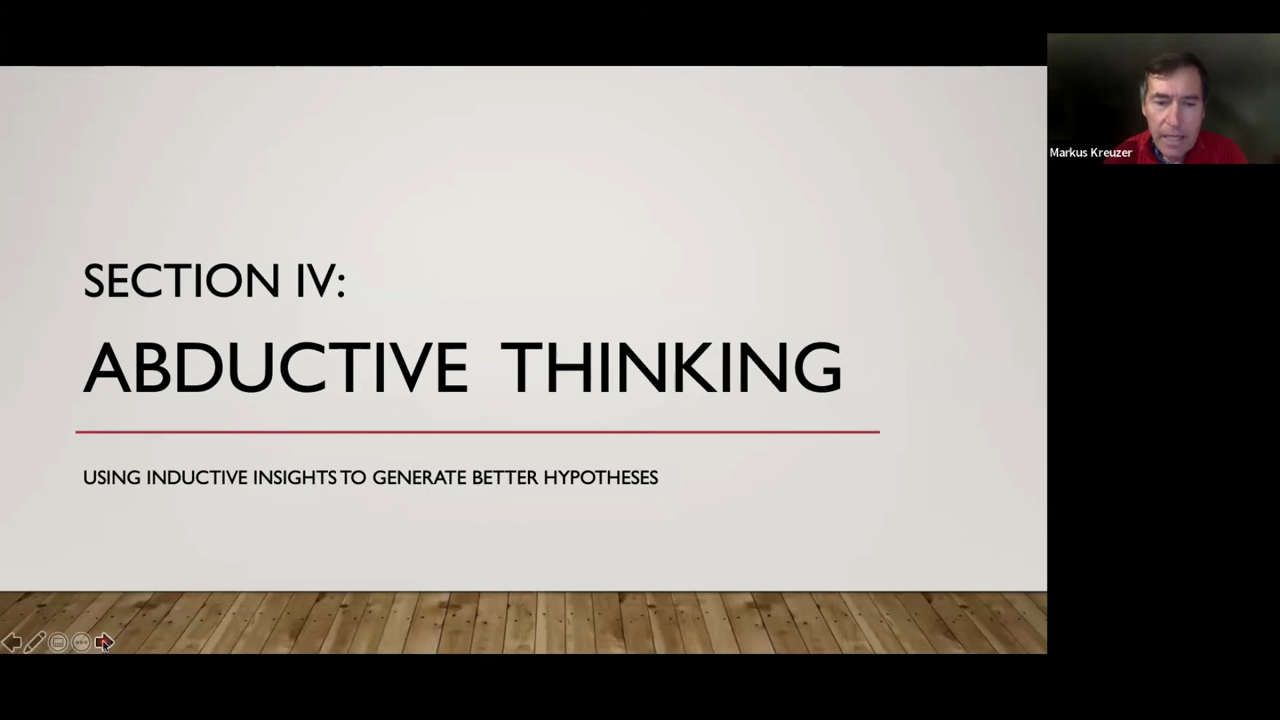 SECTION IV:
ABDUCTIVE THINKING
USING INDUCTIVE INSIGHTS TO GENERATE BETTER HYPOTHESES
Markus Kreuzer